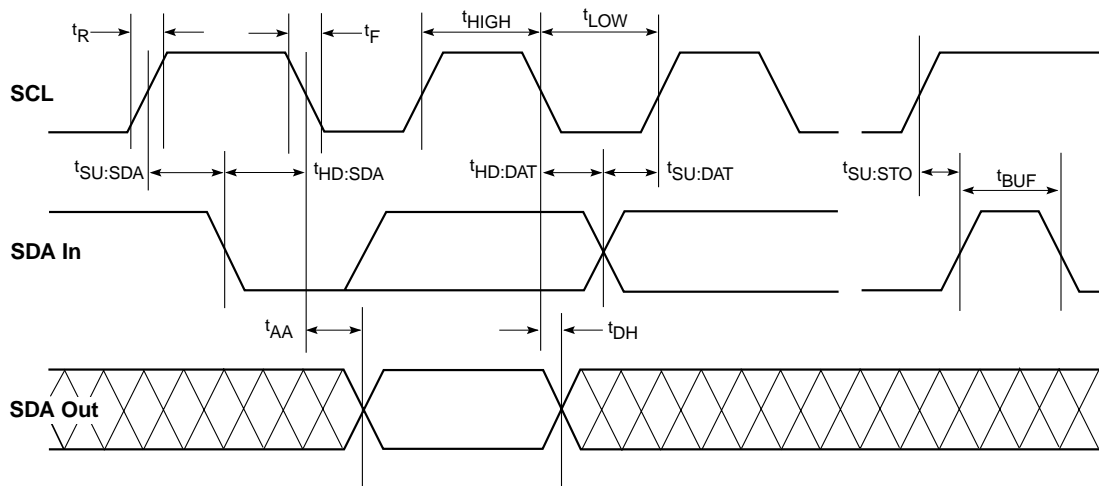 tR
tF
tHIGH
tLOW
SCL
tSU:SDA
tHD:SDA
tHD:DAT
tSU:DAT
tSU:STO
tBUF
SDA In
tAA
tDH
SDA Out